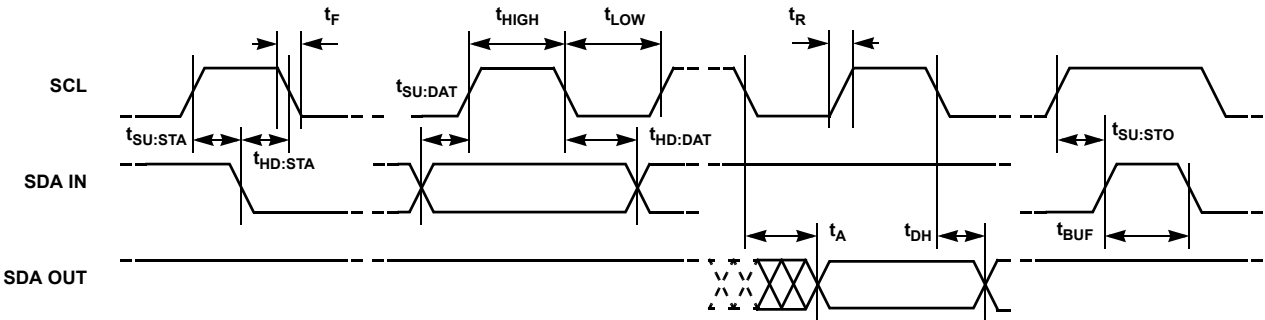 tF
tHIGH
tLOW
tR
SCL
tSU:DAT
tSU:STA
tHD:STA
tHD:DAT
tSU:STO
SDA IN
tA
tDH
tBUF
SDA OUT